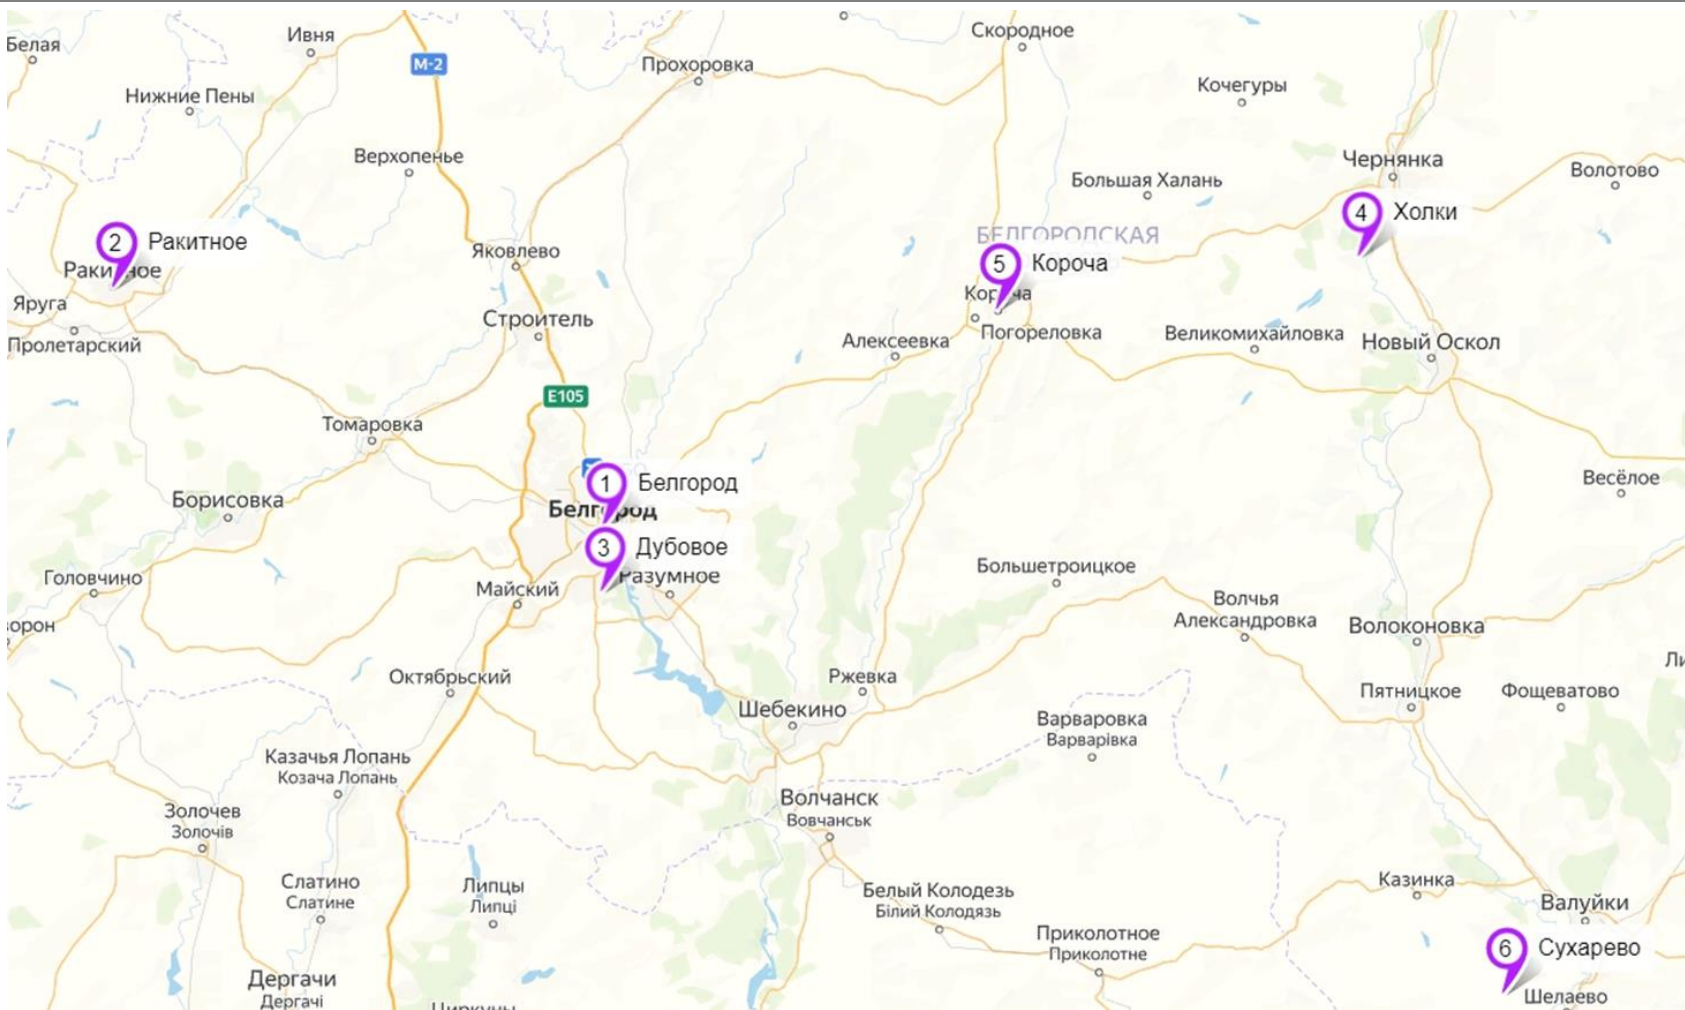 Белая
Ивня
М-2
Прохоровка
Скородное
Кочегуры
Нижние Пены
Верхопенье
Чернянка
Волотово
Большая Халань
4 Холки
БЕЛГОРОДСКАЯ
2 Ракитное
Яковлево
5 Короча
Яруга
Строитель
Погореловка
Алексеевка
Великомихайловка
Новый Оскол
Пролетарский
E105
Томаровка
Весёлое
1 Белгород
Борисовка
3 Дубовое
Разумное
Большетроицкое
Головчино
Майский
Волчья
Александровка
Волоконовка
Октябрьский
Ржевка
Пятницкое
Фощеватово
Шебекино
Варваровка
Варварівка
Казачья Лопань
Козача Лопань
Волчанск
Вовчанськ
Золочев
Золочів
Слатино
Слатине
Липцы
Липці
Белый Колодезь
Білий Колодязь
Казинка
Валуйки
Приколотное
Приколотне
6 Сухарево
Шелаево
Дергачи
Дергачі